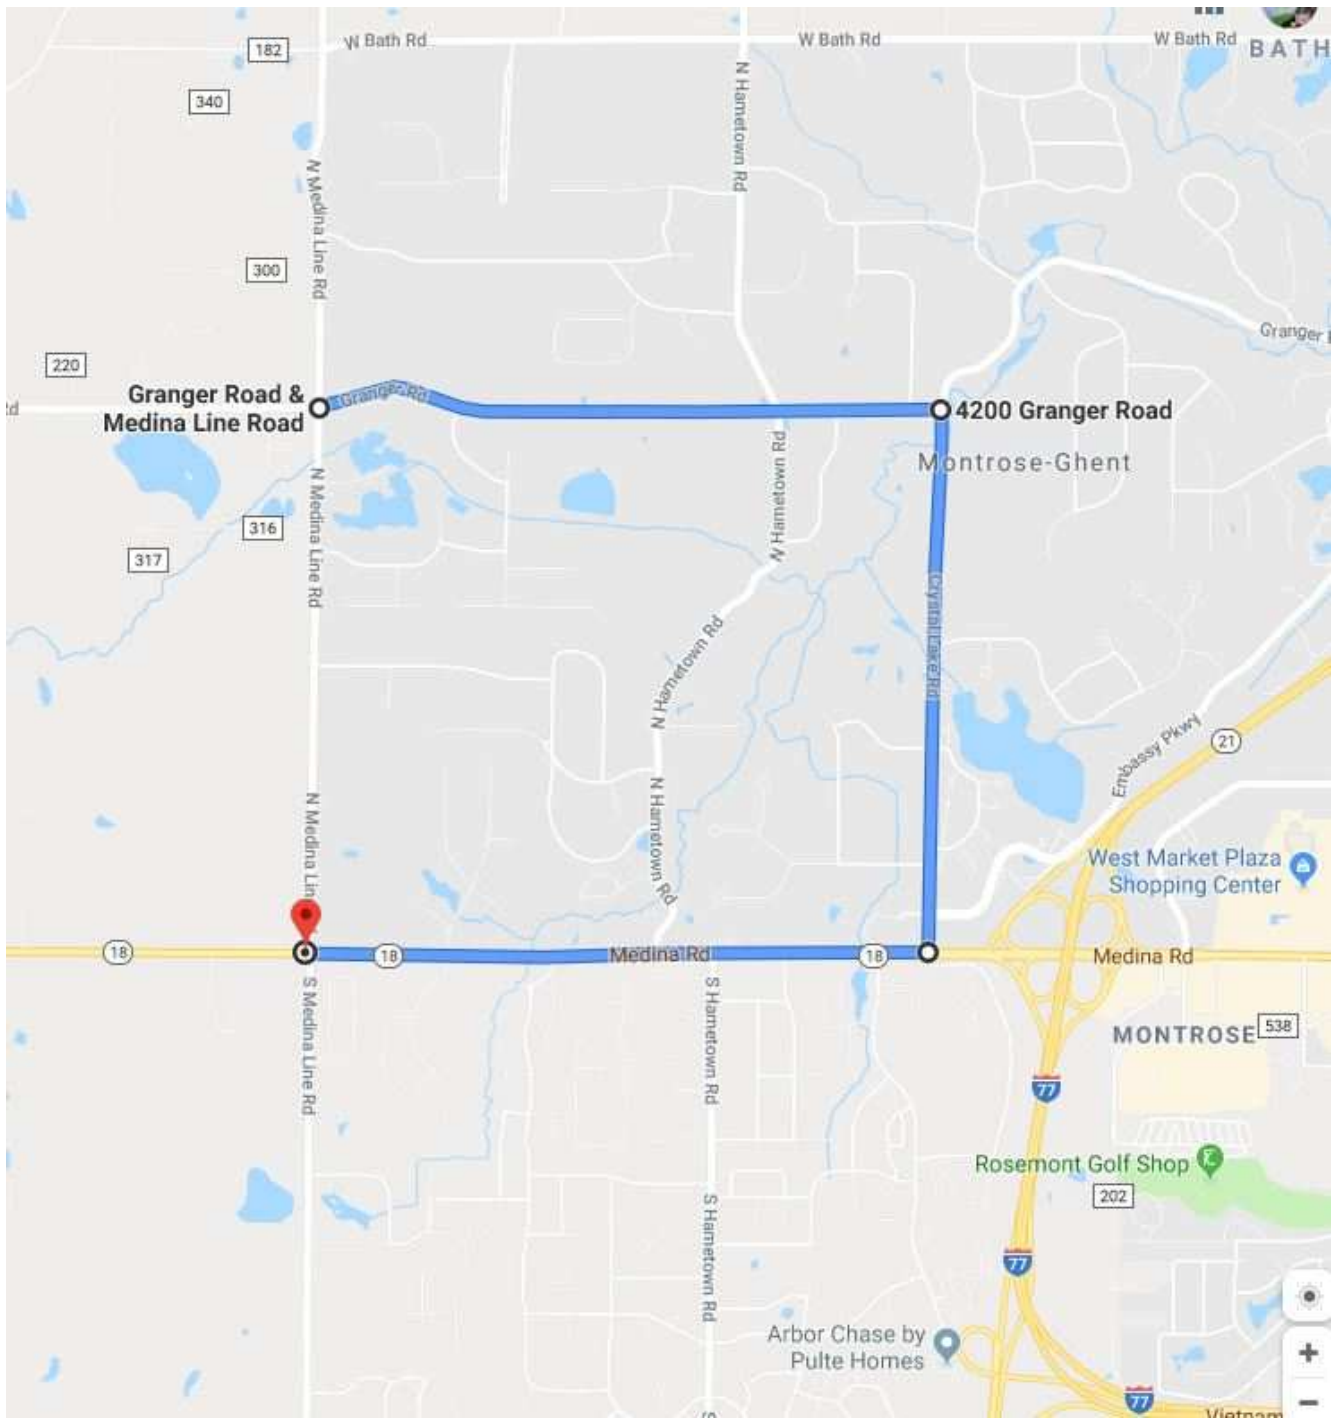 182
W Bath Rd
W Bath Rd
W Bath Rd
BATH
340
N Hametown Rd
N Medina Line Rd
300
Granger
220
Granger Road &
Medina Line Road
Granger Rd
4200 Granger Road
Montrose-Ghent
N Hametown Rd
N Medina Line Rd
316
317
Crystal Lake Rd
N Hametown Rd
21
Embassy Pkwy
N Hametown Rd
N Medina Lin
West Market Plaza
Shopping Center
18
18
Medina Rd
18
Medina Rd
S Medina Line Rd
S Hametown Rd
MONTROSE
538
77
Rosemont Golf Shop
202
S Hametown Rd
77
Arbor Chase by
Pulte Homes
77
Vietnam